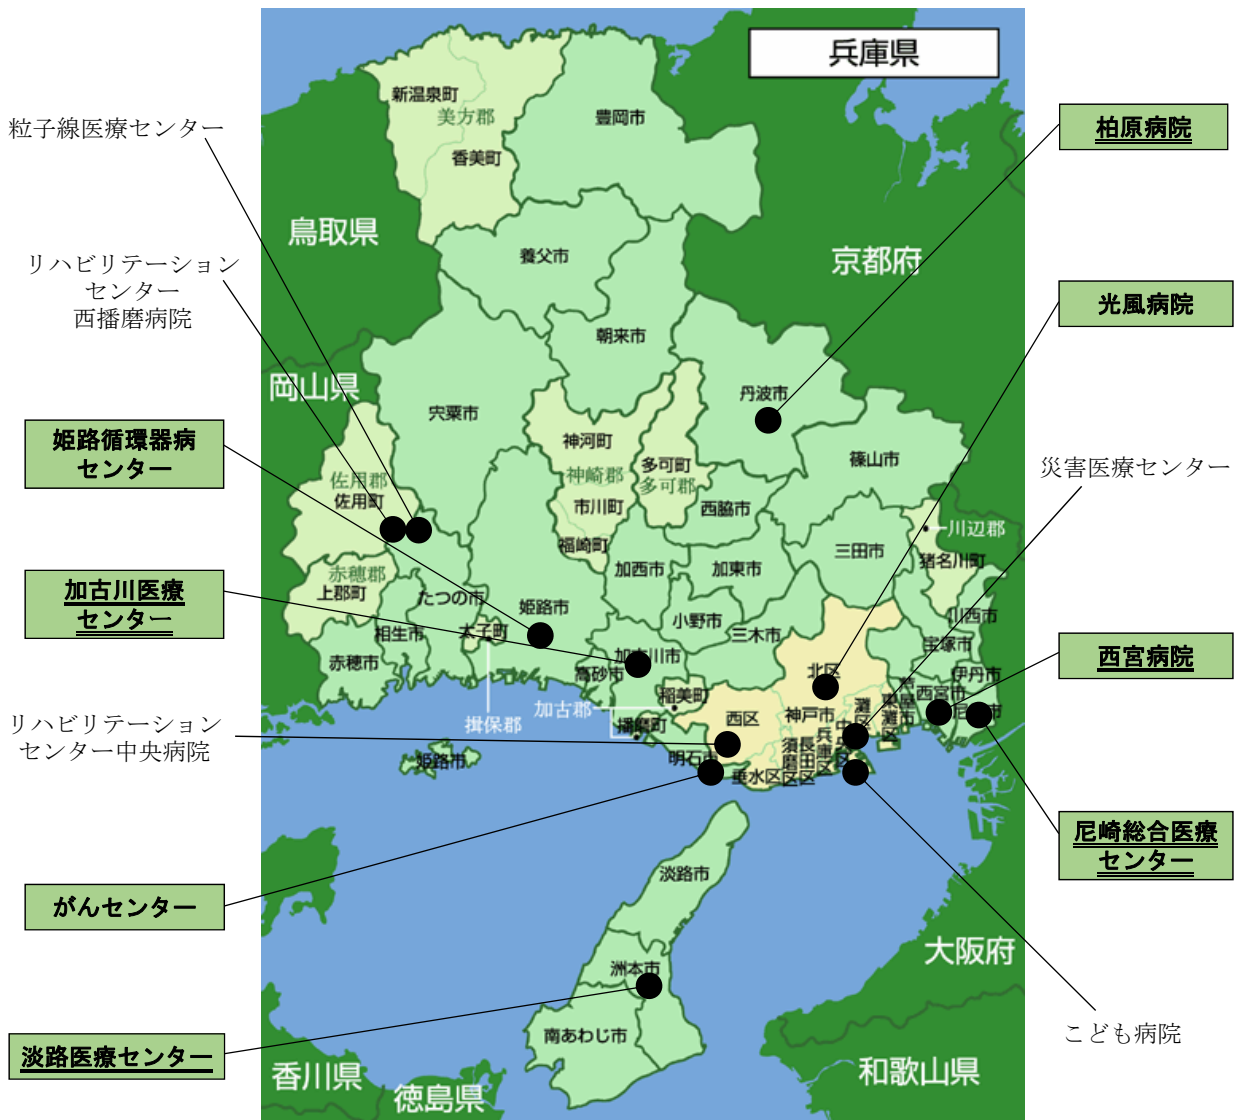 兵庫県
粒子線医療センター
リハビリテーション
センター
西播磨病院
姫路循環器病
センター
加古川医療
センター
リハビリテーション
センター中央病院
がんセンター
淡路医療センター
新温泉町
美方郡
香美町
豊岡市
鳥取県
養父市
京都府
朝来市
岡山県
宍粟市
丹波市
神河町
神崎郡
市川町
福崎町
多可町
多可郡
篠山市
西脇市
佐用郡
佐用町
川辺郡
猪名川町
三田市
加西市
加東市
赤穂郡
上郡町
たつの市
姫路市
小野市
三木市
川西市
宝塚市
相生市
太子町
赤穂市
加古川市
高砂市
北区
伊丹市
西宮市
芦屋市
東灘区
灘区
稲美町
加古郡
揖保郡
播磨町
西区
神戸市
中
区
兵庫区
長田区
須磨区
垂水区
明石
姫路市
市
淡路市
洲本市
南あわじ市
大阪府
香川県
徳島県
和歌山県
柏原病院
光風病院
災害医療センター
西宮病院
尼崎総合医療
センター
こども病院